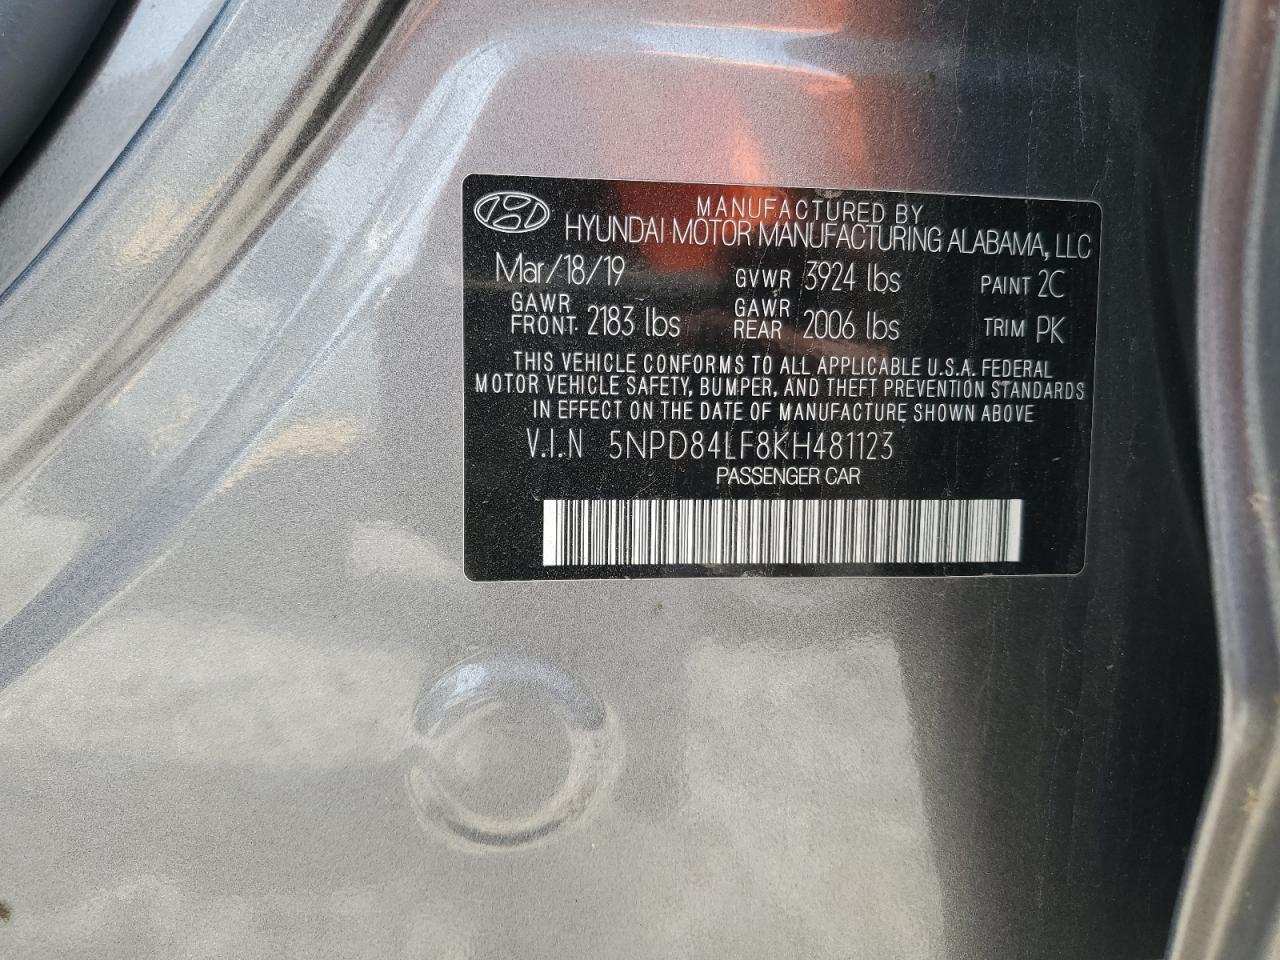 MANUFACTURED BY
HYUNDAI MOTOR MANUFACTURING ALABAMA, LLC
Mar/18/19 GVWR 3924 lbs PAINT 2C
GAWR FRONT. 2183 lbs GAWR REAR 2006 lbs TRIM PK
THIS VEHICLE CONFORMS TO ALL APPLICABLE U.S.A. FEDERAL
MOTOR VEHICLE SAFETY, BUMPER, AND THEFT PREVENTION STANDARDS
IN EFFECT ON THE DATE OF MANUFACTURE SHOWN ABOVE
V.I.N 5NPD84LF8KH481123
PASSENGER CAR